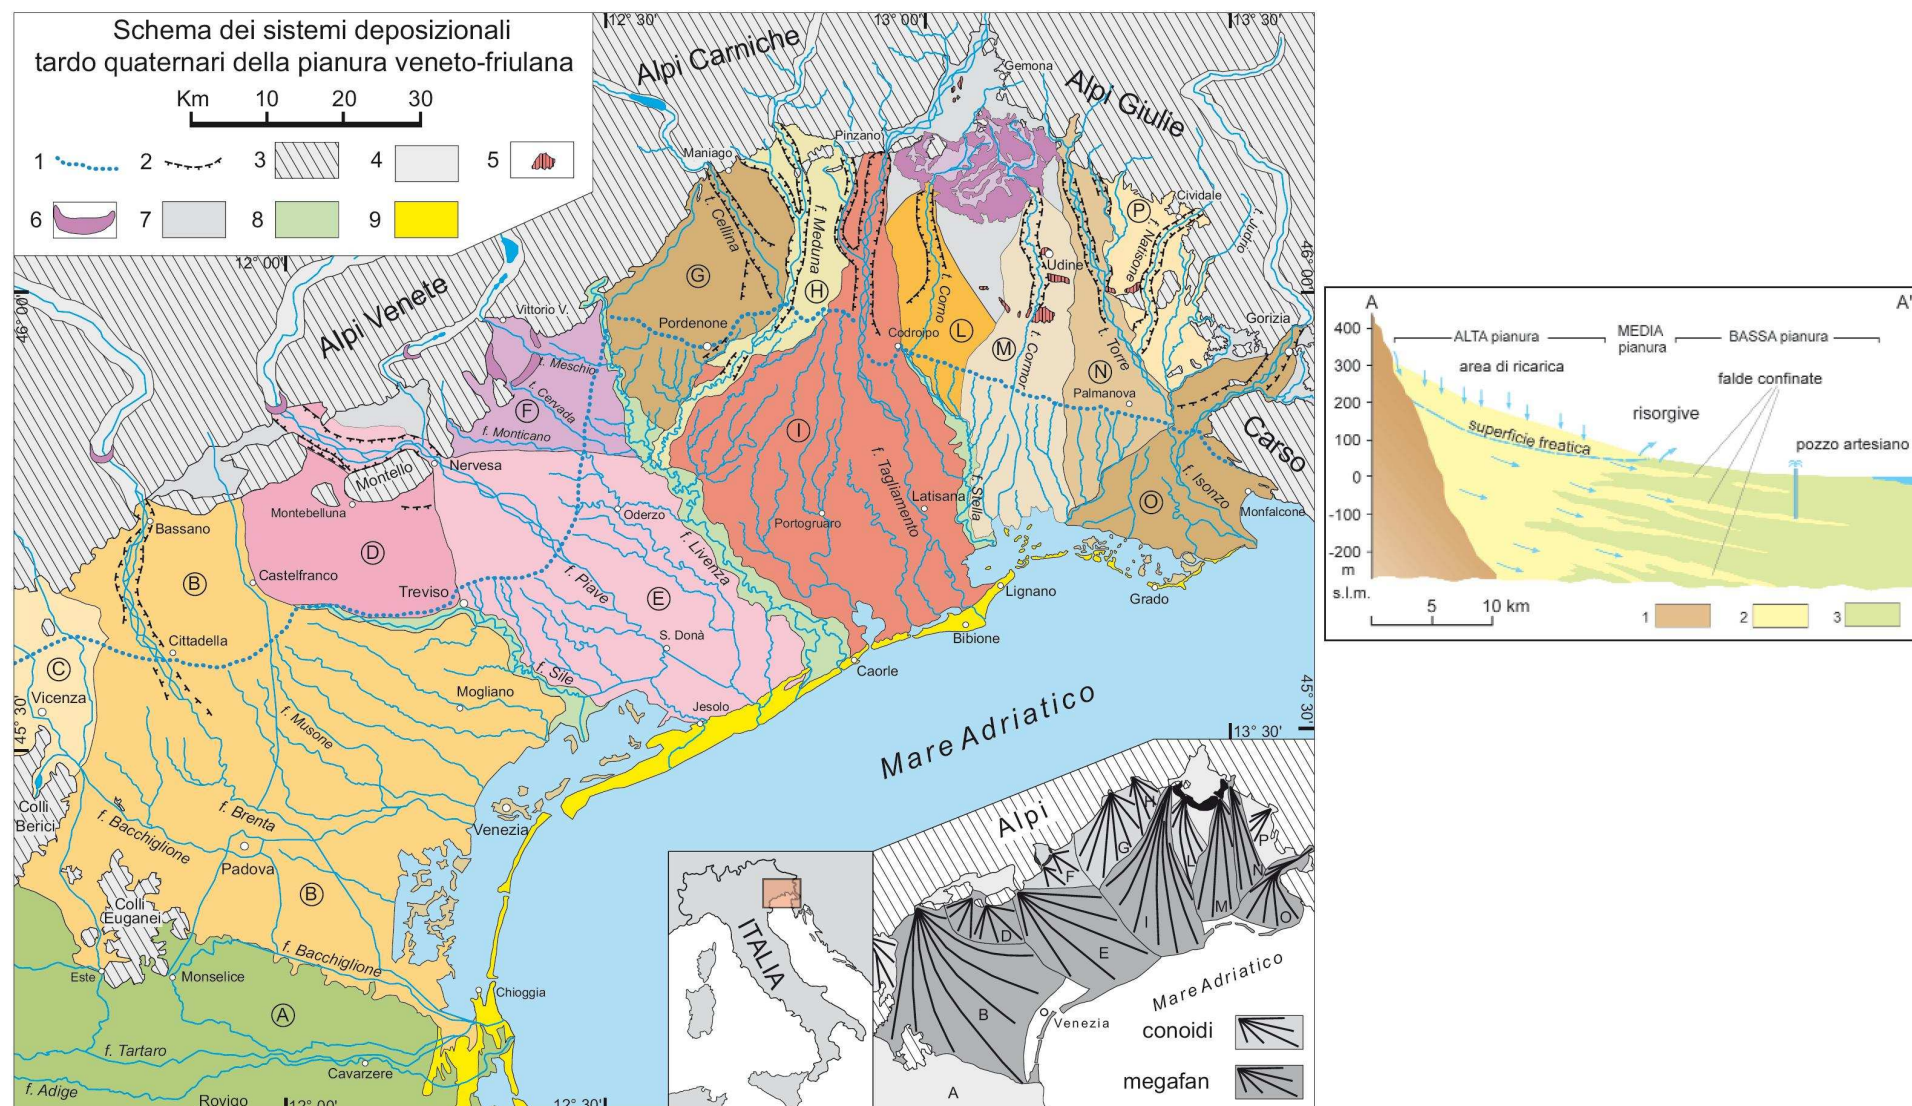 Schema dei sistemi deposizionali
tardo quaternari della pianura veneto-friulana
Km 10 20 30
1 2 3 4 5
6 7 8 9
12° 30' 13° 00' 13° 30'
Alpi Carniche
Gemona
Alpi Giulie
Pinzano
Maniago
t. Cellina
f. Meduna
P
Cividale
f. Natisone
f. Iudrio
46° 00'
12° 00'
46° 00'
Alpi Venete
Vittorio V.
G
H
Udine
t. Corno
Pordenone
Codroipo
L
M
f. Cormor
N
t. Torre
Palmanova
Gorizia
Carso
t. Meschio
F
t. Cervada
f. Monticano
I
f. Tagliamento
Latisana
f. Stella
O
f. Isonzo
Monfalcone
Montello
Nervesa
Montebelluna
Bassano
D
Oderzo
Portogruaro
f. Livenza
B
Castelfranco
Treviso
f. Piave
E
Lignano
Grado
Bibione
Cittadella
S. Donà
Caorle
C
Vicenza
f. Sile
Mogliano
Jesolo
45° 30'
45° 30'
13° 30'
f. Musone
Mare Adriatico
Colli
Berici
f. Bacchiglione
f. Brenta
Venezia
Padova
B
Colli
Euganei
f. Bacchiglione
Este
Monselice
Chioggia
A
f. Tartaro
Cavarzere
f. Adige
Rovigo
12° 00'
12° 30'
ITALIA
Alpi
H
G
F
L
P
N
M
O
I
D
E
B
A
Mare Adriatico
Venezia
conoidi
megafan
A A'
400
300
200
100
0
-100
-200
m
s.l.m.
ALTA pianura
MEDIA
pianura
BASSA pianura
area di ricarica
falde confinate
risorgive
superficie freatica
pozzo artesiano
5 10 km
1 2 3